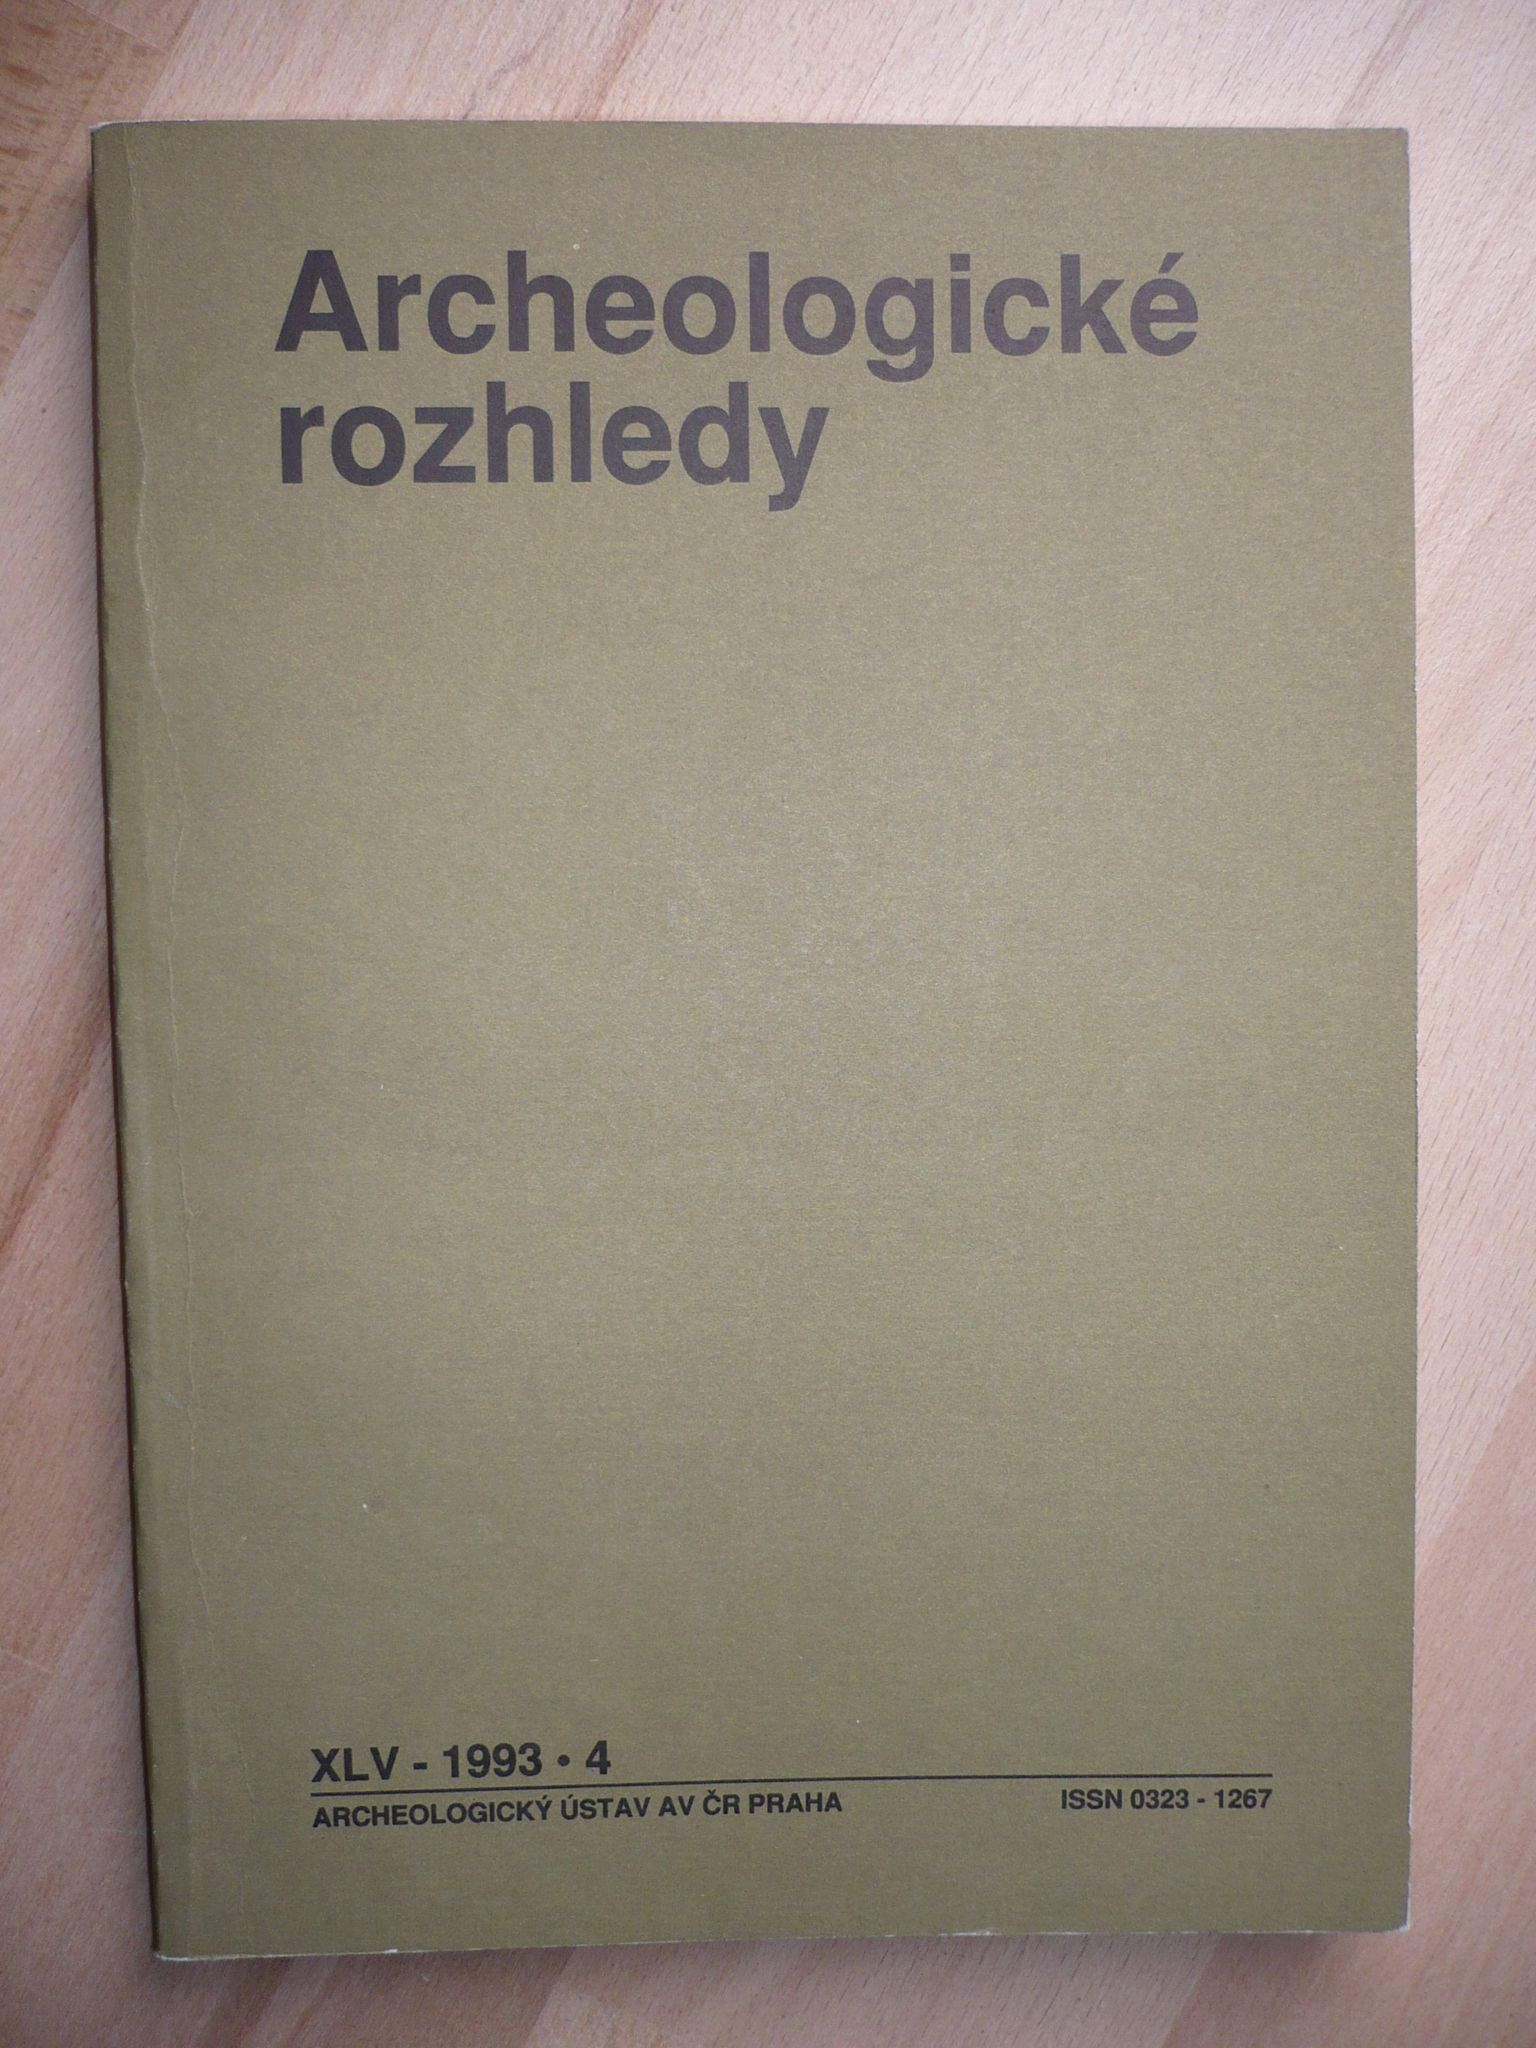 Archeologické
rozhledy
XLV - 1993 • 4
ARCHEOLOGICKÝ ÚSTAV AV ČR PRAHA
ISSN 0323 - 1267